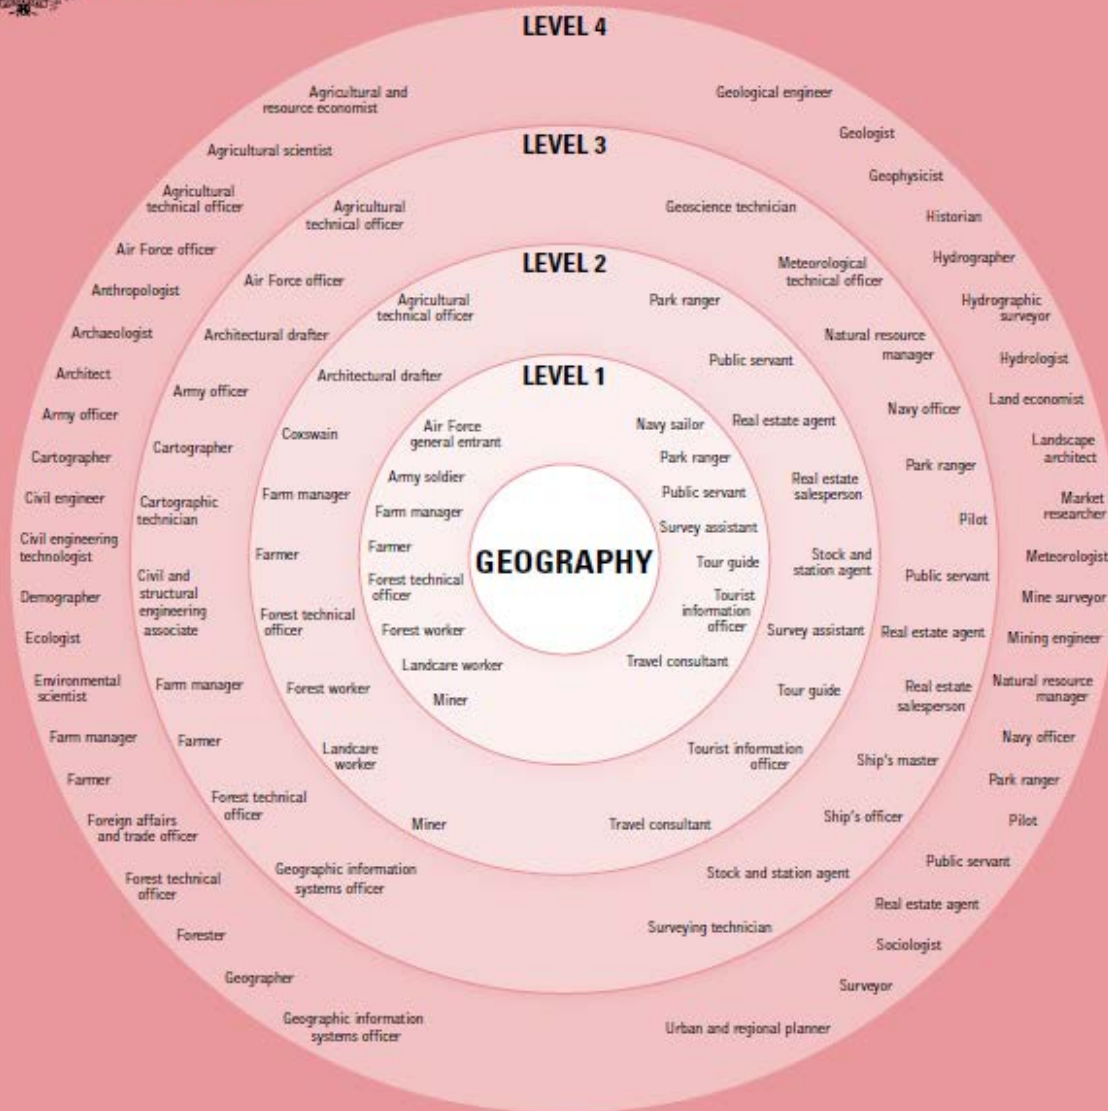 LEVEL 4
Agricultural and
resource economist
Agricultural scientist
Agricultural
technical officer
Air Force officer
Anthropologist
Archaeologist
Architect
Army officer
Cartographer
Civil engineer
Civil engineering
technologist
Demographer
Ecologist
Environmental
scientist
Farm manager
Farmer
Foreign affairs
and trade officer
Forest technical
officer
Forester
Geographer
Geographic information
systems officer
Geological engineer
Geologist
Geophysicist
Historian
Hydrographer
Hydrographic
surveyor
Hydrologist
Land economist
Landscape
architect
Market
researcher
Meteorologist
Mine surveyor
Mining engineer
Natural resource
manager
Navy officer
Park ranger
Pilot
Public servant
Real estate agent
Sociologist
Surveyor
Urban and regional planner
LEVEL 3
Agricultural
technical officer
Air Force officer
Architectural drafter
Army officer
Cartographer
Cartographic
technician
Civil and
structural
engineering
associate
Farm manager
Farmer
Forest technical
officer
Geographic information
systems officer
Geoscience technician
Meteorological
technical officer
Natural resource
manager
Navy officer
Park ranger
Pilot
Public servant
Real estate agent
Real estate
salesperson
Ship's master
Ship's officer
Stock and station agent
Surveying technician
LEVEL 2
Agricultural
technical officer
Architectural drafter
Coxswain
Farm manager
Farmer
Forest technical
officer
Forest worker
Landcare
worker
Miner
Park ranger
Public servant
Real estate agent
Real estate
salesperson
Stock and
station agent
Survey assistant
Tour guide
Tourist information
officer
Travel consultant
LEVEL 1
Air Force
general entrant
Army soldier
Farm manager
Farmer
Forest technical
officer
Forest worker
Landcare worker
Miner
Navy sailor
Park ranger
Public servant
Survey assistant
Tour guide
Tourist
information
officer
Travel consultant
GEOGRAPHY